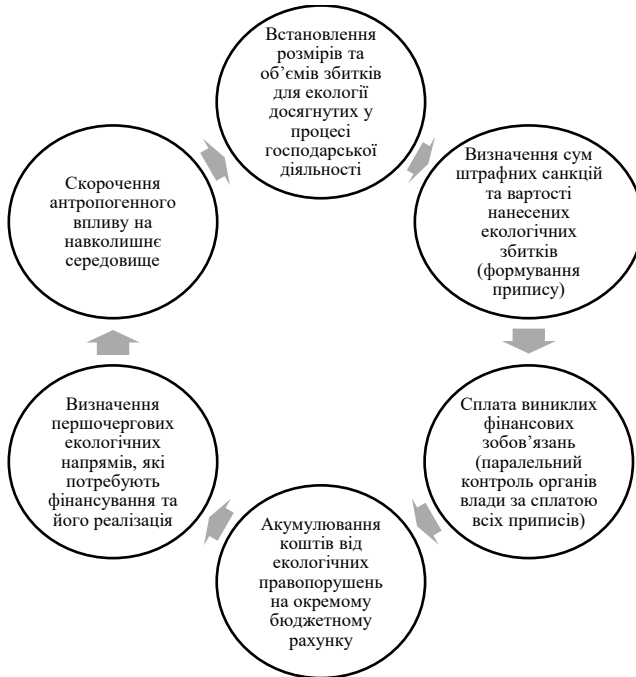 Встановлення
розмірів та
об’ємів збитків
для екології
досягнутих у
процесі
господарської
діяльності
Визначення сум
штрафних санкцій
та вартості
нанесених
екологічних
збитків
(формування
припису)
Сплата виниклих
фінансових
зобов’язань
(паралельний
контроль органів
влади за сплатою
всіх приписів)
Акумулювання
коштів від
екологічних
правопорушень
на окремому
бюджетному
рахунку
Визначення
першочергових
екологічних
напрямів, які
потребують
фінансування та
його реалізація
Скорочення
антропогенного
впливу на
навколишнє
середовище